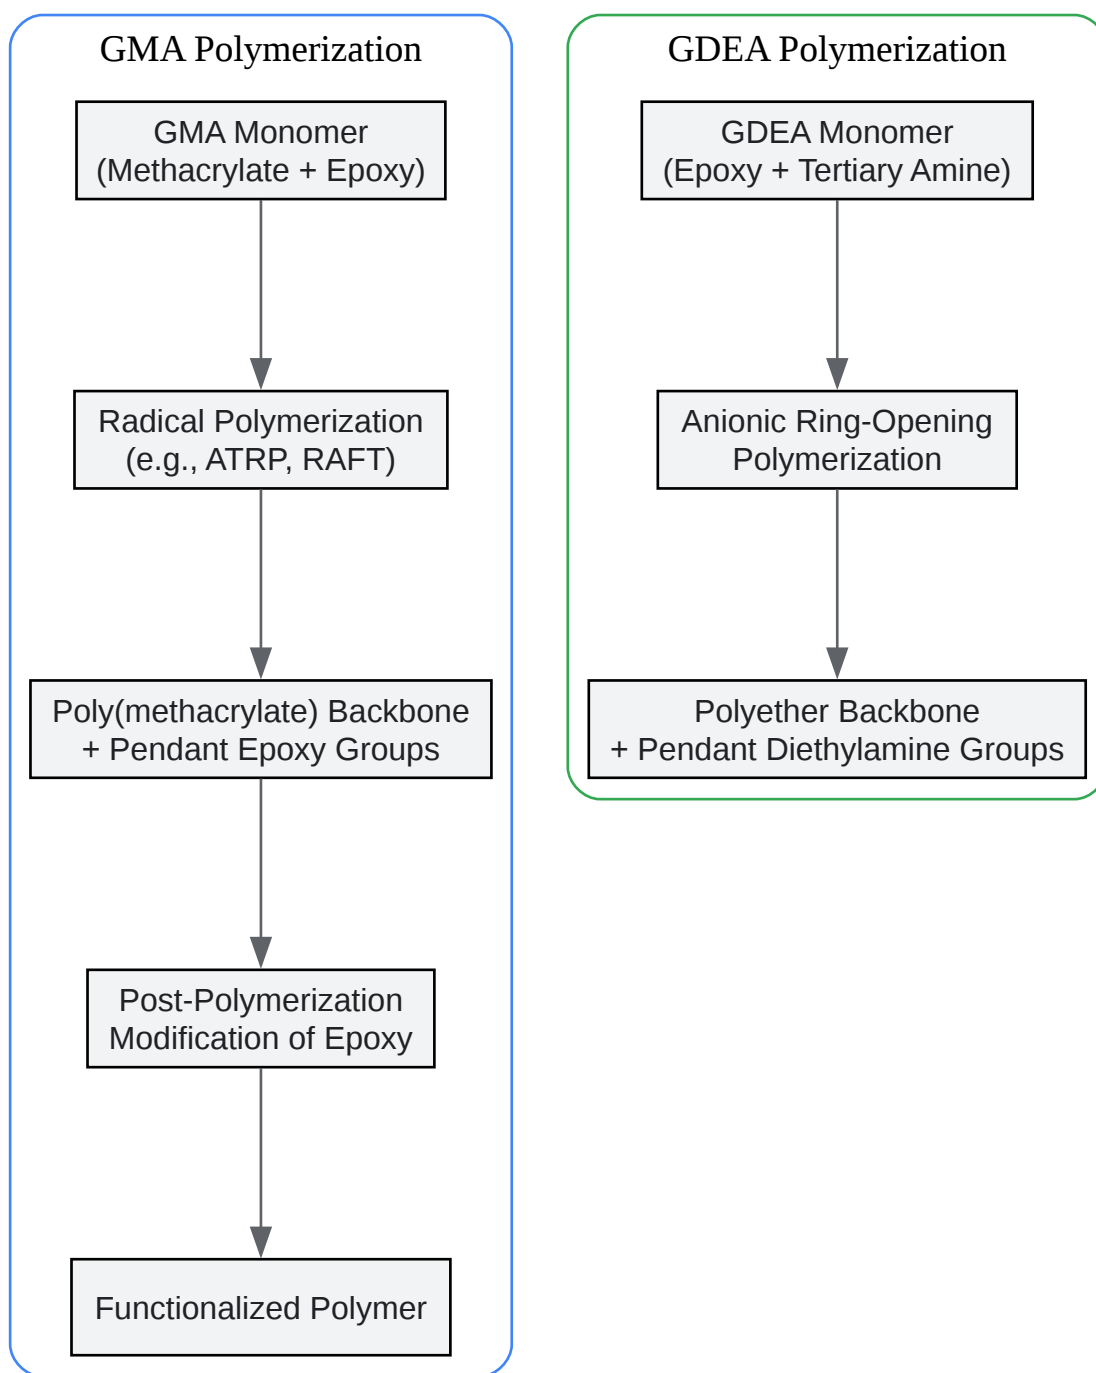 GMA Polymerization
GMA Monomer
(Methacrylate + Epoxy)
Radical Polymerization
(e.g., ATRP, RAFT)
Poly(methacrylate) Backbone
+ Pendant Epoxy Groups
Post-Polymerization
Modification of Epoxy
Functionalized Polymer
GDEA Polymerization
GDEA Monomer
(Epoxy + Tertiary Amine)
Anionic Ring-Opening
Polymerization
Polyether Backbone
+ Pendant Diethylamine Groups